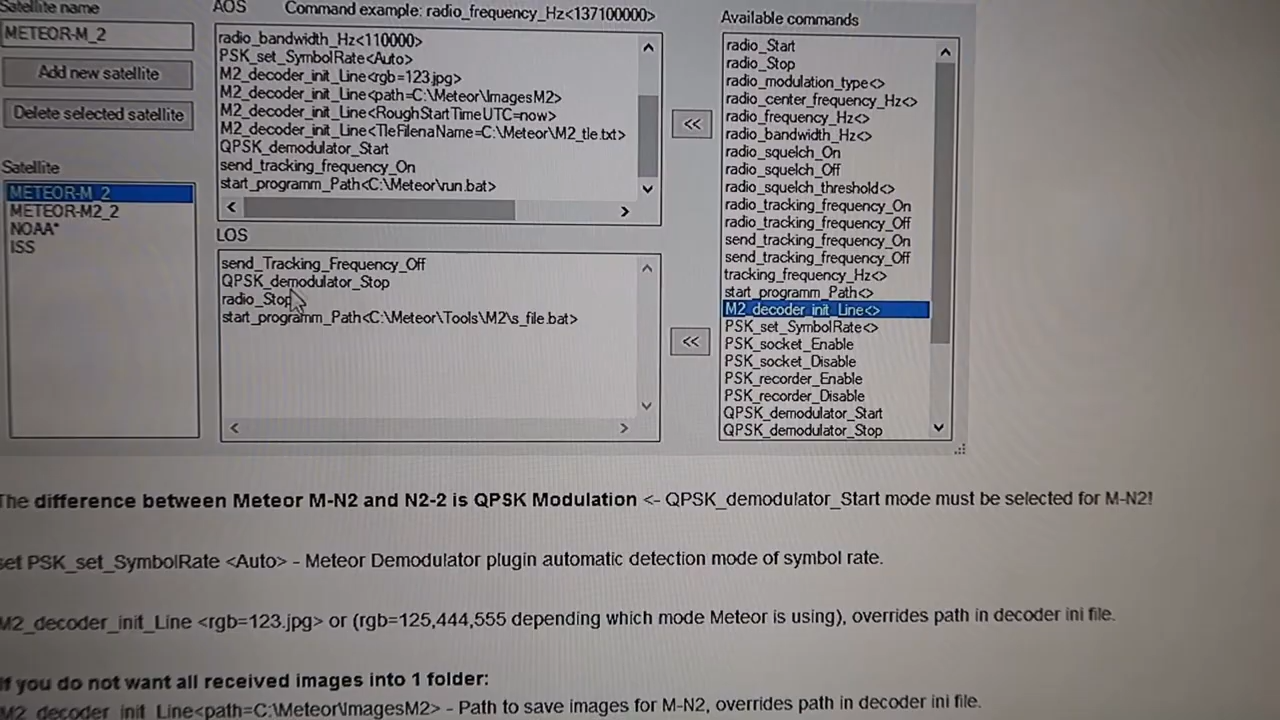 Satellite name
AOS
Command example: radio_frequency_Hz<137100000>
Available commands
METEOR-M_2
Add new satellite
Delete selected satellite
Satellite
METEOR-M_2
METEOR-M2_2
NOAA*
ISS
radio_bandwidth_Hz<110000>
PSK_set_SymbolRate<Auto>
M2_decoder_init_Line<rgb=123.jpg>
M2_decoder_init_Line<path=C:\Meteor\ImagesM2>
M2_decoder_init_Line<RoughStartTimeUTC=now>
M2_decoder_init_Line<TleFilenaName=C:\Meteor\M2_tle.txt>
QPSK_demodulator_Start
send_tracking_frequency_On
start_programm_Path<C:\Meteor\run.bat>
<<
LOS
send_Tracking_Frequency_Off
QPSK_demodulator_Stop
radio_Stop
start_programm_Path<C:\Meteor\Tools\M2\s_file.bat>
<<
radio_Start
radio_Stop
radio_modulation_type<>
radio_center_frequency_Hz<>
radio_frequency_Hz<>
radio_bandwidth_Hz<>
radio_squelch_On
radio_squelch_Off
radio_squelch_threshold<>
radio_tracking_frequency_On
radio_tracking_frequency_Off
send_tracking_frequency_On
send_tracking_frequency_Off
tracking_frequency_Hz<>
start_programm_Path<>
M2_decoder_init_Line<>
PSK_set_SymbolRate<>
PSK_socket_Enable
PSK_socket_Disable
PSK_recorder_Enable
PSK_recorder_Disable
QPSK_demodulator_Start
QPSK_demodulator_Stop
The difference between Meteor M-N2 and N2-2 is QPSK Modulation <- QPSK_demodulator_Start mode must be selected for M-N2!
set PSK_set_SymbolRate <Auto> - Meteor Demodulator plugin automatic detection mode of symbol rate.
M2_decoder_init_Line <rgb=123.jpg> or (rgb=125,444,555 depending which mode Meteor is using), overrides path in decoder ini file.
If you do not want all received images into 1 folder:
M2_decoder_init_Line<path=C:\Meteor\ImagesM2> - Path to save images for M-N2, overrides path in decoder ini file.